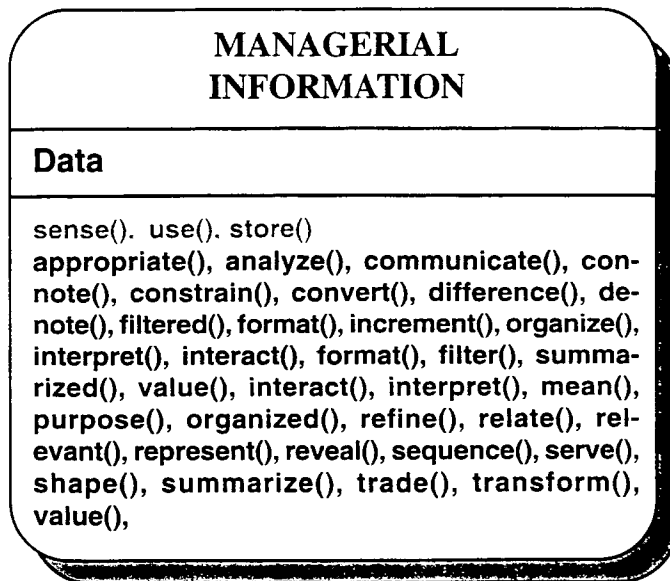 MANAGERIAL
INFORMATION
Data
sense(). use(). store()
appropriate(), analyze(), communicate(), con-
note(), constrain(), convert(), difference(), de-
note(), filtered(), format(), increment(), organize(),
interpret(), interact(), format(), filter(), summa-
rized(), value(), interact(), interpret(), mean(),
purpose(), organized(), refine(), relate(), rel-
evant(), represent(), reveal(), sequence(), serve(),
shape(), summarize(), trade(), transform(),
value(),